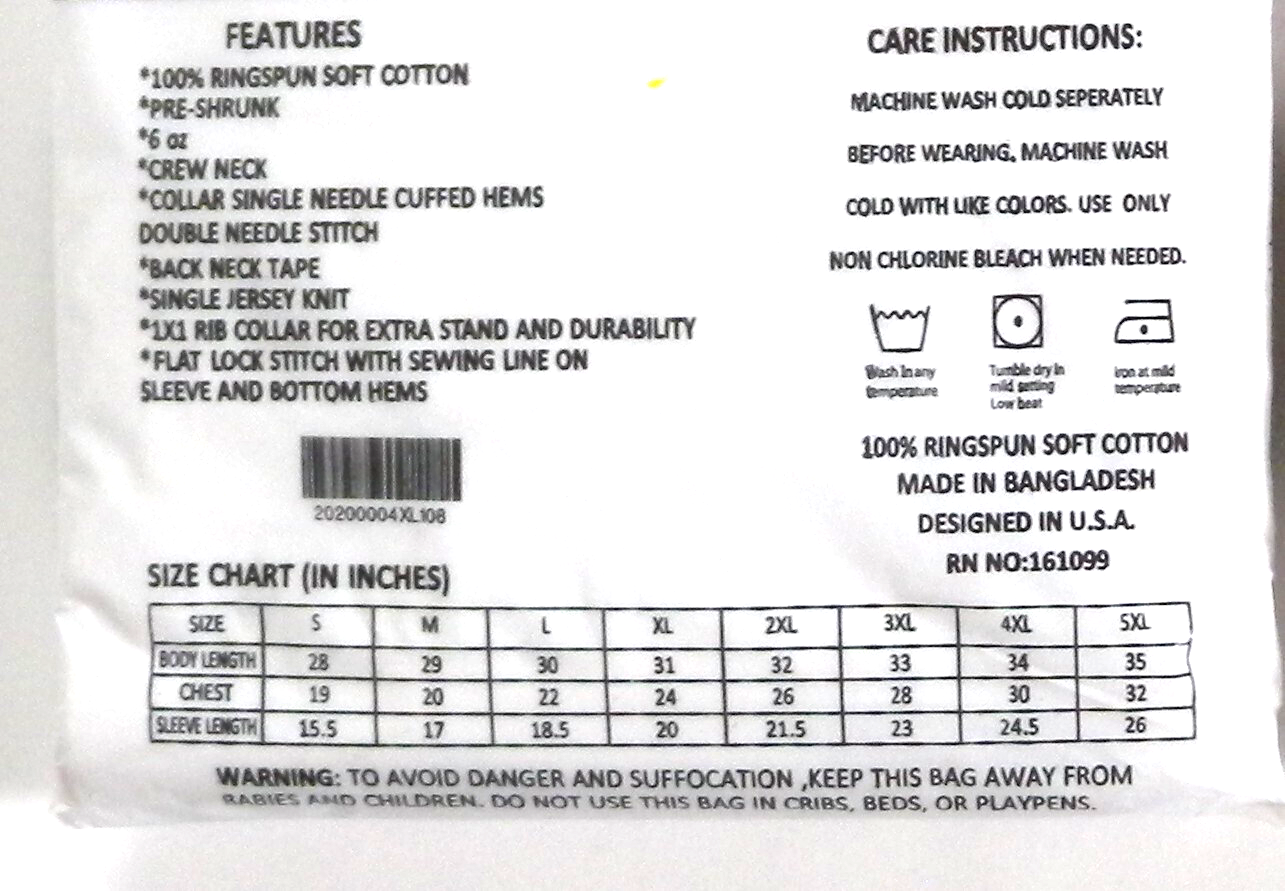 FEATURES
*100% RINGSPUN SOFT COTTON
*PRE-SHRUNK
*6 oz
*CREW NECK
*COLLAR SINGLE NEEDLE CUFFED HEMS
DOUBLE NEEDLE STITCH
*BACK NECK TAPE
*SINGLE JERSEY KNIT
*1X1 RIB COLLAR FOR EXTRA STAND AND DURABILITY
*FLAT LOCK STITCH WITH SEWING LINE ON
SLEEVE AND BOTTOM HEMS
20200004XL108
CARE INSTRUCTIONS:
MACHINE WASH COLD SEPERATELY
BEFORE WEARING. MACHINE WASH
COLD WITH LIKE COLORS. USE ONLY
NON CHLORINE BLEACH WHEN NEEDED.
Wash In any
temperature
Tumble dry In
mild setting
Low heat
iron at mild
temperature
100% RINGSPUN SOFT COTTON
MADE IN BANGLADESH
DESIGNED IN U.S.A.
RN NO:161099
SIZE CHART (IN INCHES)
SIZE S M L XL 2XL 3XL 4XL 5XL
BODY LENGTH 28 29 30 31 32 33 34 35
CHEST 19 20 22 24 26 28 30 32
SLEEVE LENGTH 15.5 17 18.5 20 21.5 23 24.5 26
WARNING: TO AVOID DANGER AND SUFFOCATION ,KEEP THIS BAG AWAY FROM
BABIES AND CHILDREN. DO NOT USE THIS BAG IN CRIBS, BEDS, OR PLAYPENS.